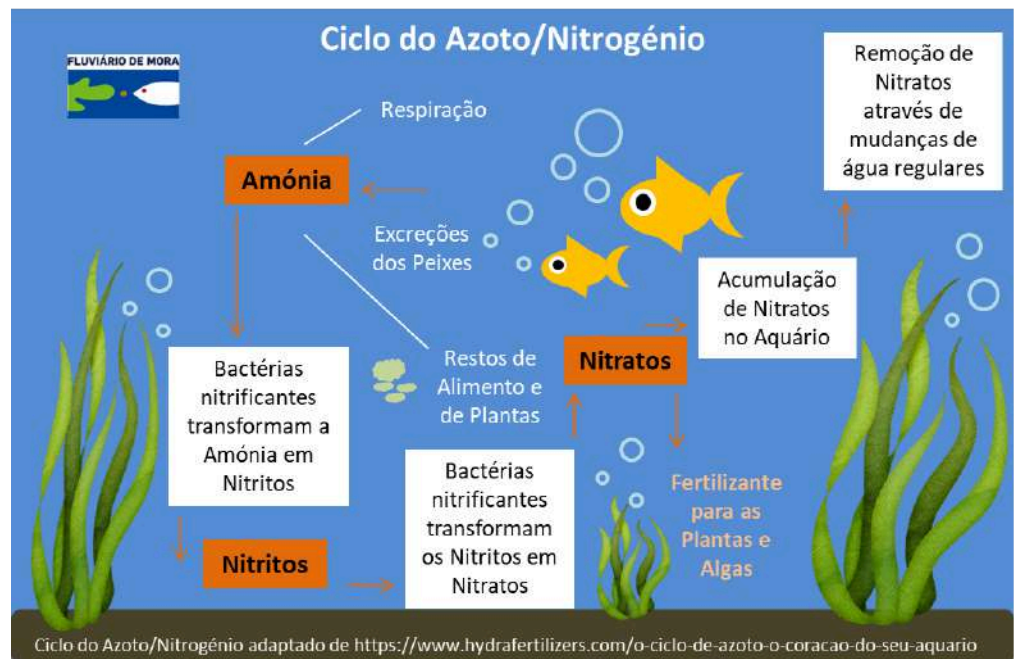 Ciclo do Azoto/Nitrogénio
FLUVIÁRIO DE MORA
Respiração
Amónia
Excreções
dos Peixes
Restos de
Alimento e
de Plantas
Bactérias
nitrificantes
transformam a
Amónia em
Nitritos
Nitritos
Bactérias
nitrificantes
transformam
os Nitritos em
Nitratos
Nitratos
Fertilizante
para as
Plantas e
Algas
Acumulação
de Nitratos
no Aquário
Remoção de
Nitratos
através de
mudanças de
água regulares
Ciclo do Azoto/Nitrogénio adaptado de https://www.hydrafertilizers.com/o-ciclo-de-azoto-o-coracao-do-seu-aquario